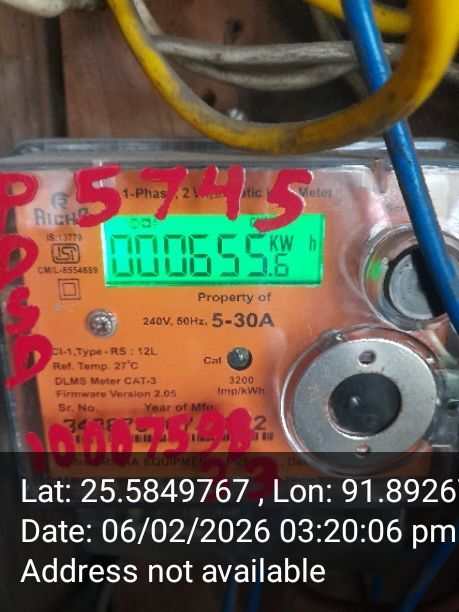 P 5745
D
S
D
1-Phase, 2 W Meter
IS:13779
CM/L-8554689
000655.6 KW h
Property of
240V, 50Hz, 5-30A
Cl-1, Type - RS : 12L
Ref. Temp. 27°C
DLMS Meter CAT-3
Firmware Version 2.05
Cal
3200
Imp/kWh
Sr. No. Year of Mfg.
Lat: 25.5849767 , Lon: 91.8926
Date: 06/02/2026 03:20:06 pm
Address not available